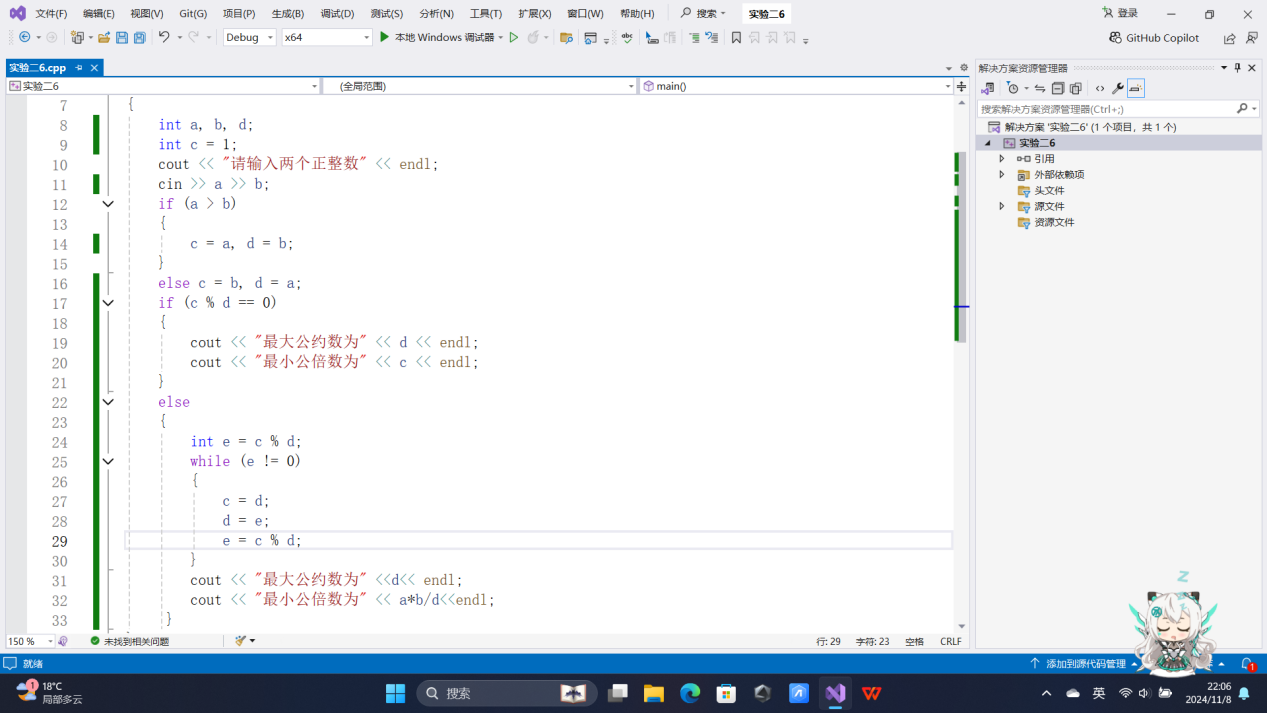 文件(F) 编辑(E) 视图(V) Git(G) 项目(P) 生成(B) 调试(D) 测试(S) 分析(N) 工具(T) 扩展(X) 窗口(W) 帮助(H) 搜索 实验二6 登录
Debug x64 本地 Windows 调试器 abc GitHub Copilot
实验二6.cpp
实验二6 (全局范围) main()
7 {
8 int a, b, d;
9 int c = 1;
10 cout << "请输入两个正整数" << endl;
11 cin >> a >> b;
12 if (a > b)
13 {
14 c = a, d = b;
15 }
16 else c = b, d = a;
17 if (c % d == 0)
18 {
19 cout << "最大公约数为" << d << endl;
20 cout << "最小公倍数为" << c << endl;
21 }
22 else
23 {
24 int e = c % d;
25 while (e != 0)
26 {
27 c = d;
28 d = e;
29 e = c % d;
30 }
31 cout << "最大公约数为" <<d<< endl;
32 cout << "最小公倍数为" << a*b/d<<endl;
33 }
150 % 未找到相关问题 行: 29 字符: 23 空格 CRLF
解决方案资源管理器
搜索解决方案资源管理器(Ctrl+;)
解决方案 '实验二6' (1 个项目，共 1 个)
实验二6
引用
外部依赖项
头文件
源文件
资源文件
Z
就绪 添加到源代码管理 1
1 18°C
局部多云
搜索
英
22:06
2024/11/8